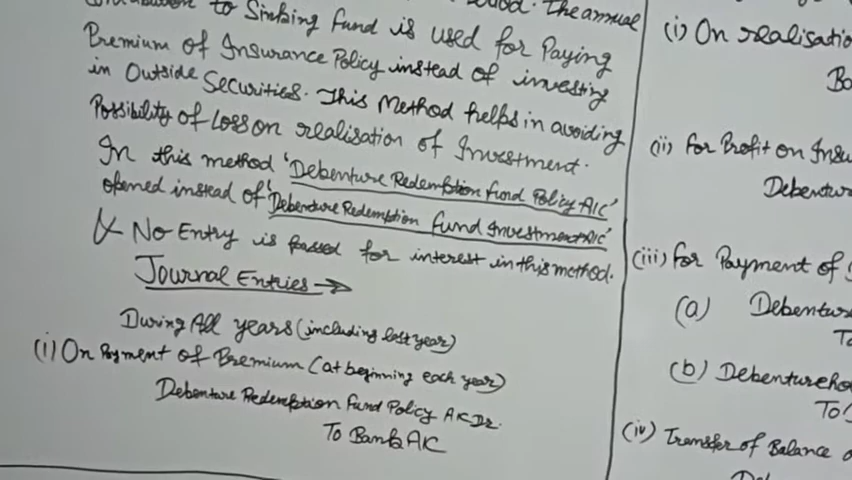 to Sinking Fund is used for Paying
Premium of Insurance Policy instead of investing
in Outside Securities. This Method helps in avoiding
Possibility of Loss on realisation of Investment.
In this method 'Debenture Redemption Fund Policy A/C'
opened instead of 'Debenture Redemption Fund Investment A/C'
& No Entry is passed for interest in this method.
Journal Entries →
During All years (including last year)
(i) On Payment of Premium (at beginning each year)
Debenture Redemption Fund Policy A/C Dr.
To Bank A/C
(i) On realisatio
Ba
(ii) For Profit on Insu
Debentur
(iii) For Payment of
(a) Debentur
To
(b) Debentureho
To
(iv) Transfer of Balance o